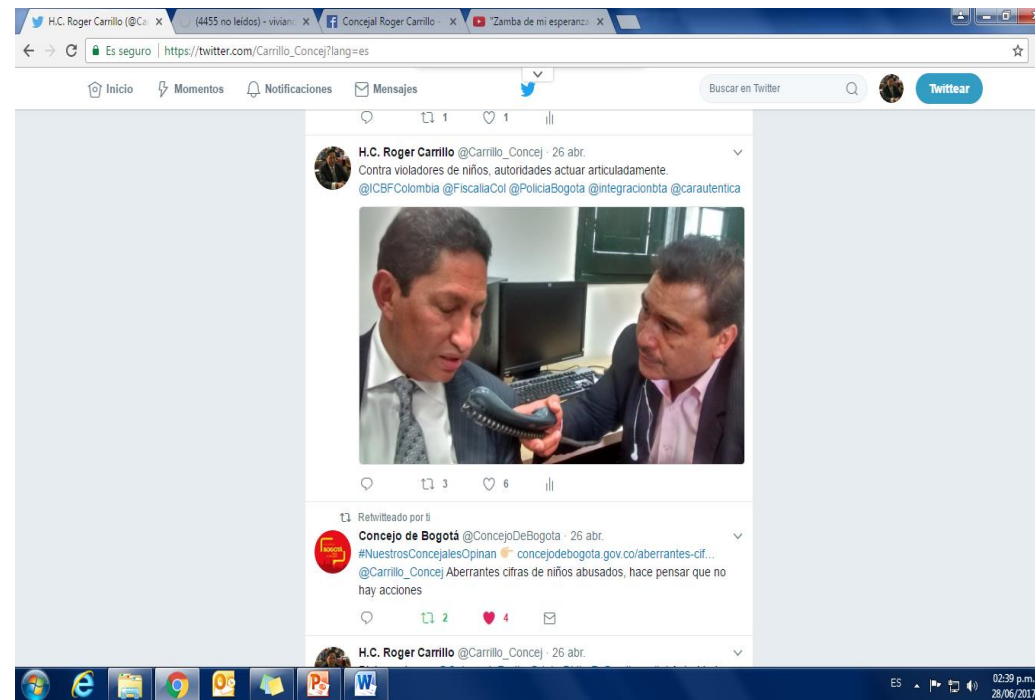 H.C. Roger Carrillo (@Ca
(4455 no leídos) - vivian
Concejal Roger Carrillo -
"Zamba de mi esperanza
Es seguro https://twitter.com/Carrillo_Concej?lang=es
Inicio Momentos Notificaciones Mensajes Buscar en Twitter Twittear
1 1
H.C. Roger Carrillo @Carrillo_Concej · 26 abr.
Contra violadores de niños, autoridades actuar articuladamente.
@ICBFColombia @FiscaliaCol @PoliciaBogota @integracionbta @carautentica
3 6
Retwitteado por ti
Concejo de Bogotá @ConcejoDeBogota · 26 abr.
#NuestrosConcejalesOpinan 👉 concejodebogota.gov.co/aberrantes-cif...
@Carrillo_Concej Aberrantes cifras de niños abusados, hace pensar que no
hay acciones
2 4
H.C. Roger Carrillo @Carrillo_Concej · 26 abr.
ES 02:39 p.m.
28/06/2017